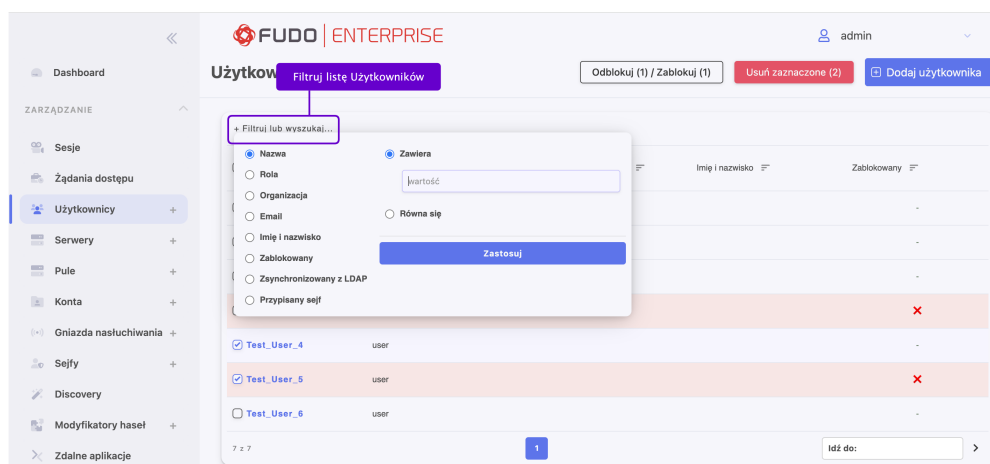 FUDO ENTERPRISE
admin
Dashboard
Użytkow
Filtruj listę Użytkowników
Odblokuj (1) / Zablokuj (1)
Usuń zaznaczone (2)
Dodaj użytkownika
ZARZĄDZANIE
+ Filtruj lub wyszukaj...
Sesje
Żądania dostępu
Użytkownicy +
Serwery +
Pule +
Konta +
Gniazda nasłuchiwania +
Sejfy +
Discovery
Modyfikatory haseł +
Zdalne aplikacje
Nazwa
Rola
Organizacja
Email
Imię i nazwisko
Zablokowany
Zsynchronizowany z LDAP
Przypisany sejf
Zawiera
wartość
Równa się
Zastosuj
Imię i nazwisko
Zablokowany
-
-
-
Test_User_4 user -
Test_User_5 user
Test_User_6 user -
7 z 7
1
Idź do: